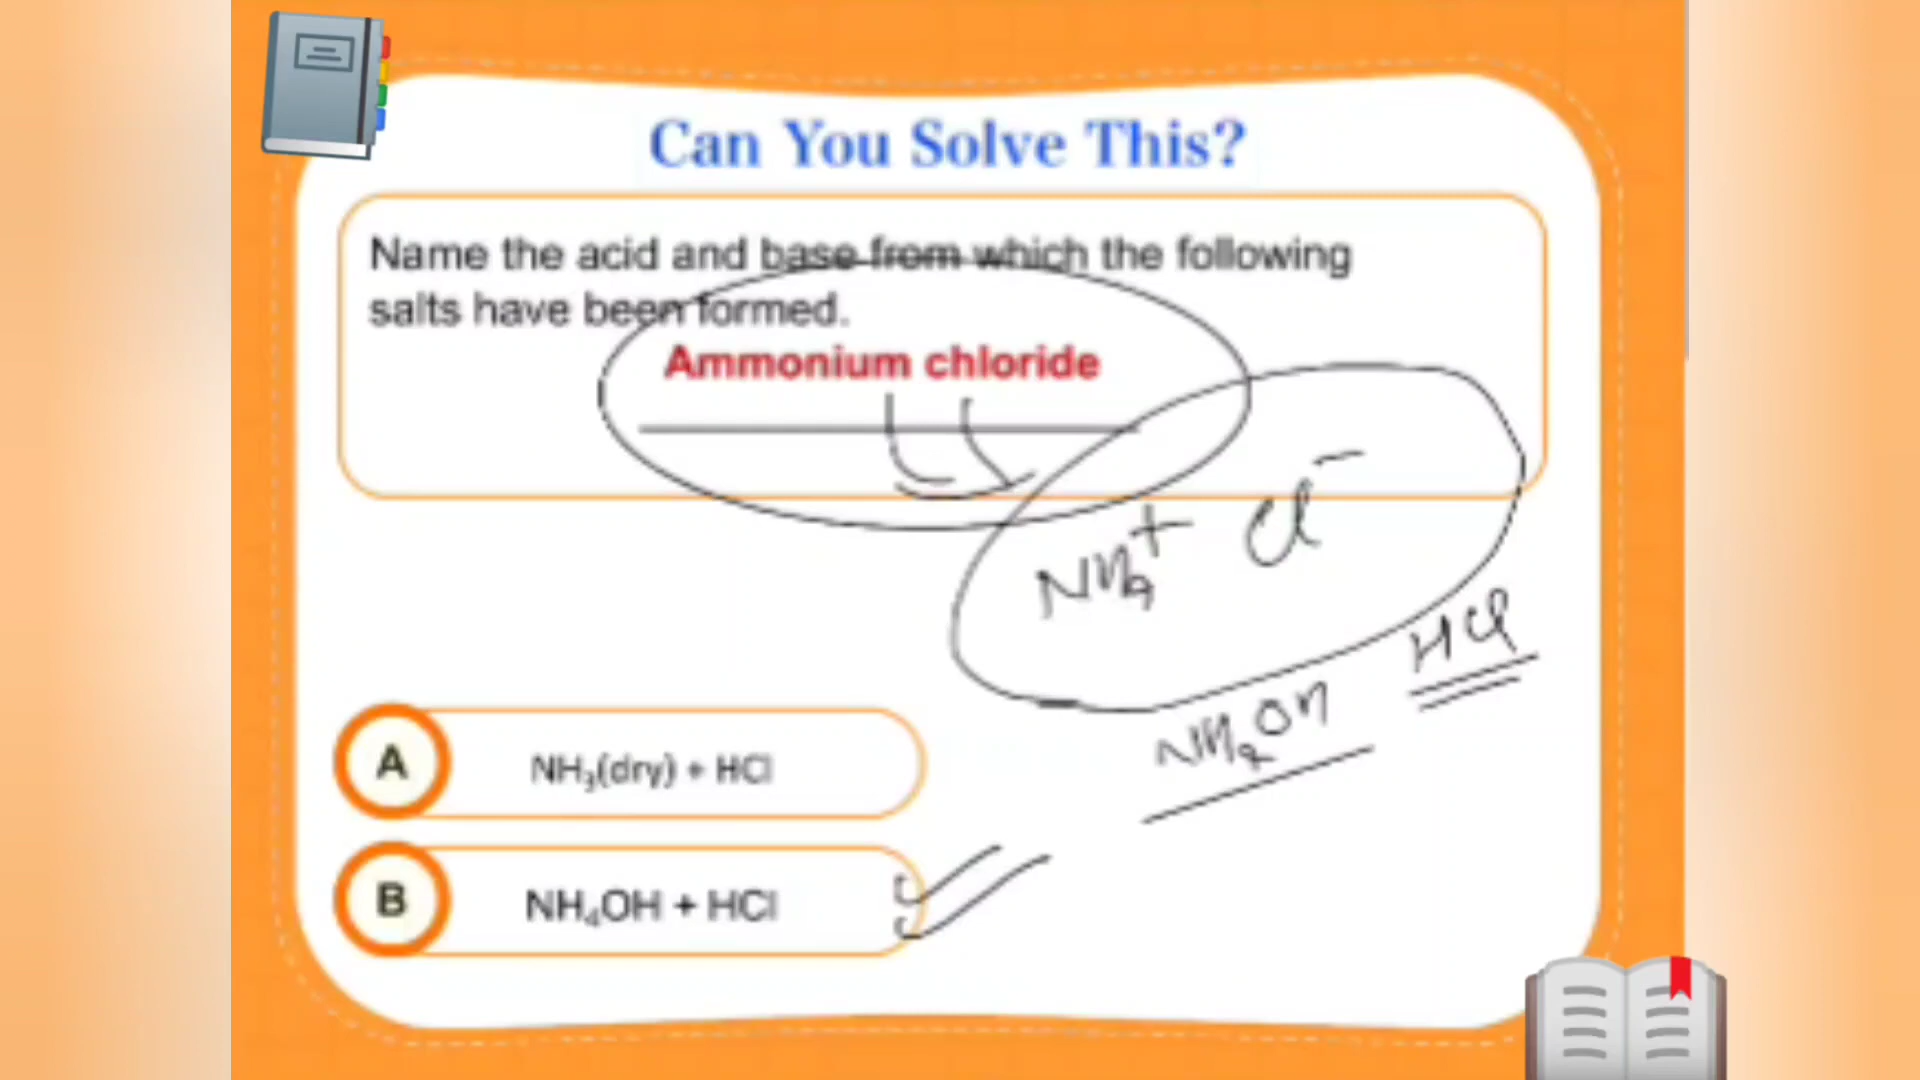 Can You Solve This?
Name the acid and base from which the following
salts have been formed.
Ammonium chloride
NH₄⁺ Cl⁻
HCl
NH₄OH
A NH₃(dry) + HCl
B NH₄OH + HCl